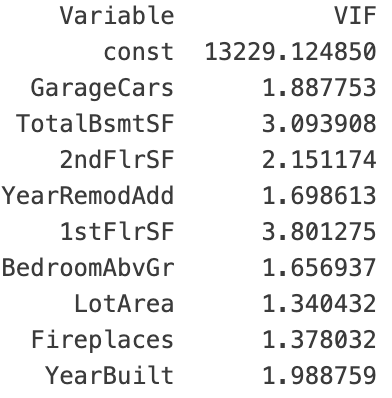 Variable VIF
const 13229.124850
GarageCars 1.887753
TotalBsmtSF 3.093908
2ndFlrSF 2.151174
YearRemodAdd 1.698613
1stFlrSF 3.801275
BedroomAbvGr 1.656937
LotArea 1.340432
Fireplaces 1.378032
YearBuilt 1.988759